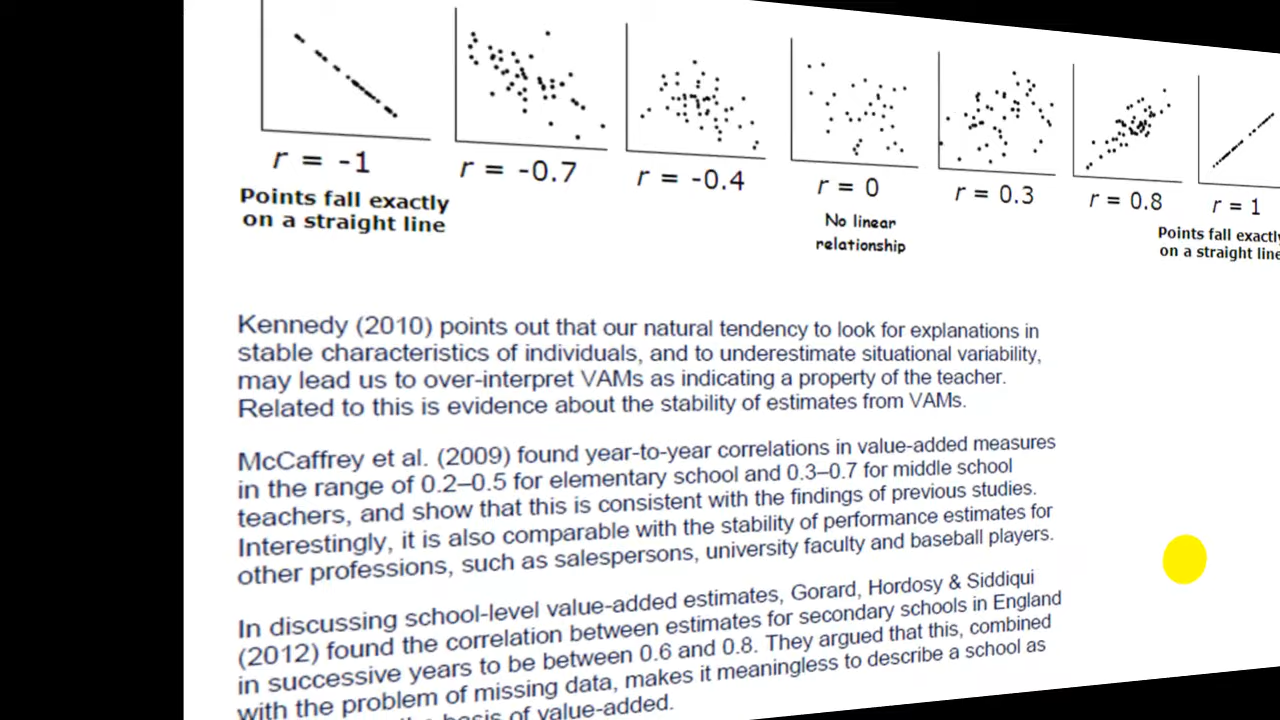 r = -1
r = -0.7
r = -0.4
r = 0
r = 0.3
r = 0.8
r = 1
Points fall exactly
on a straight line
No linear
relationship
Points fall exactly
on a straight line
Kennedy (2010) points out that our natural tendency to look for explanations in
stable characteristics of individuals, and to underestimate situational variability,
may lead us to over-interpret VAMs as indicating a property of the teacher.
Related to this is evidence about the stability of estimates from VAMs.
McCaffrey et al. (2009) found year-to-year correlations in value-added measures
in the range of 0.2–0.5 for elementary school and 0.3–0.7 for middle school
teachers, and show that this is consistent with the findings of previous studies.
Interestingly, it is also comparable with the stability of performance estimates for
other professions, such as salespersons, university faculty and baseball players.
In discussing school-level value-added estimates, Gorard, Hordosy & Siddiqui
(2012) found the correlation between estimates for secondary schools in England
in successive years to be between 0.6 and 0.8. They argued that this, combined
with the problem of missing data, makes it meaningless to describe a school as
basis of value-added.